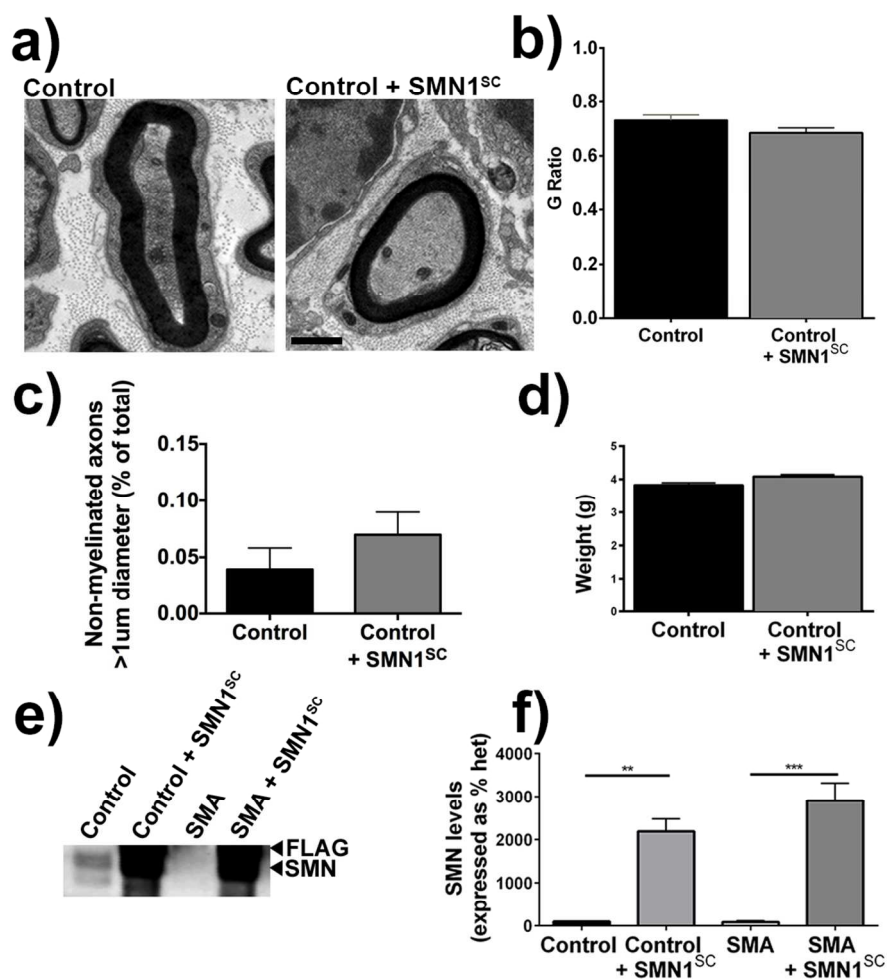 a)
Control
Control + SMN1SC
b)
G Ratio
1.0
0.8
0.6
0.4
0.2
0.0
Control
Control
+ SMN1SC
c)
Non-myelinated axons
>1um diameter (% of total)
0.15
0.10
0.05
0.00
Control
Control
+ SMN1SC
d)
Weight (g)
5
4
3
2
1
0
Control
Control
+ SMN1SC
e)
Control
Control + SMN1SC
SMA
SMA + SMN1SC
FLAG
SMN
f)
SMN levels
(expressed as % het)
4000
3000
2000
1000
0
**
***
Control
Control
+ SMN1SC
SMA
SMA
+ SMN1SC